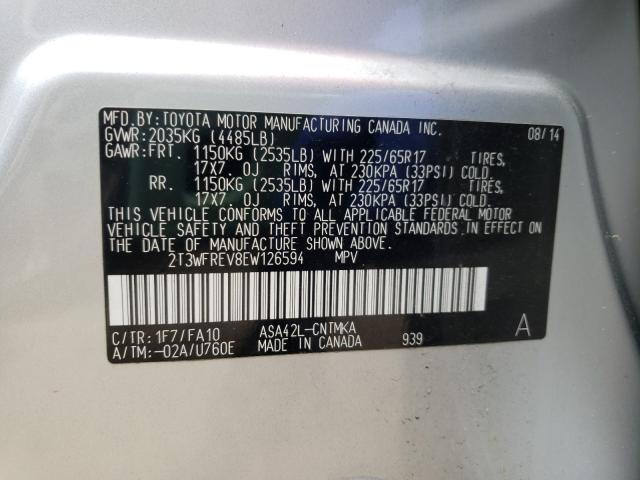 MFD.BY:TOYOTA MOTOR MANUFACTURING CANADA INC. 08/14
GVWR:2035KG (4485LB)
GAWR:FRT. 1150KG (2535LB) WITH 225/65R17 TIRES,
17X7. 0J RIMS, AT 230KPA (33PSI) COLD.
RR. 1150KG (2535LB) WITH 225/65R17 TIRES,
17X7. 0J RIMS, AT 230KPA (33PSI) COLD.
THIS VEHICLE CONFORMS TO ALL APPLICABLE FEDERAL MOTOR
VEHICLE SAFETY AND THEFT PREVENTION STANDARDS IN EFFECT ON
THE DATE OF MANUFACTURE SHOWN ABOVE.
2T3WFREV8EW126594 MPV
C/TR:1F7/FA10 ASA42L-CNTMKA A
A/TM:-02A/U760E MADE IN CANADA 939